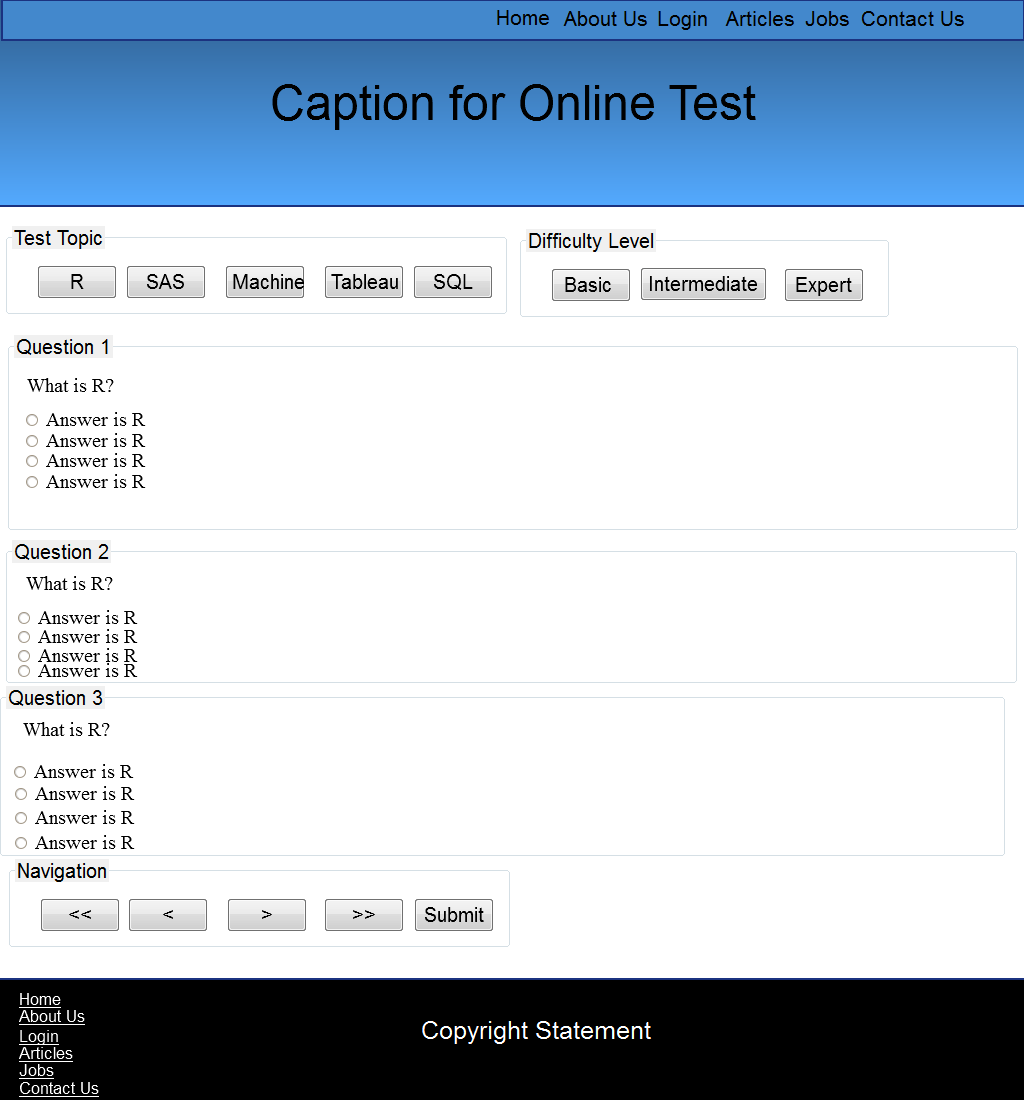 Home About Us Login Articles Jobs Contact Us
Caption for Online Test
Test Topic
R SAS Machine Tableau SQL
Difficulty Level
Basic Intermediate Expert
Question 1
What is R?
Answer is R
Answer is R
Answer is R
Answer is R
Question 2
What is R?
Answer is R
Answer is R
Answer is R
Answer is R
Question 3
What is R?
Answer is R
Answer is R
Answer is R
Answer is R
Navigation
<< < > >> Submit
Home
About Us
Login
Articles
Jobs
Contact Us
Copyright Statement